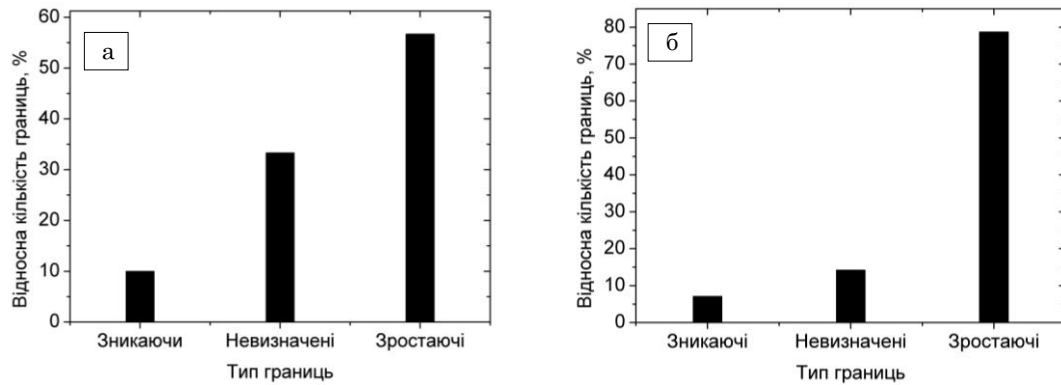 а
Відносна кількість границь, %
60
50
40
30
20
10
0
Зникаючи Невизначені Зростаючі
Тип границь
б
Відносна кількість границь, %
80
70
60
50
40
30
20
10
0
Зникаючі Невизначені Зростаючі
Тип границь